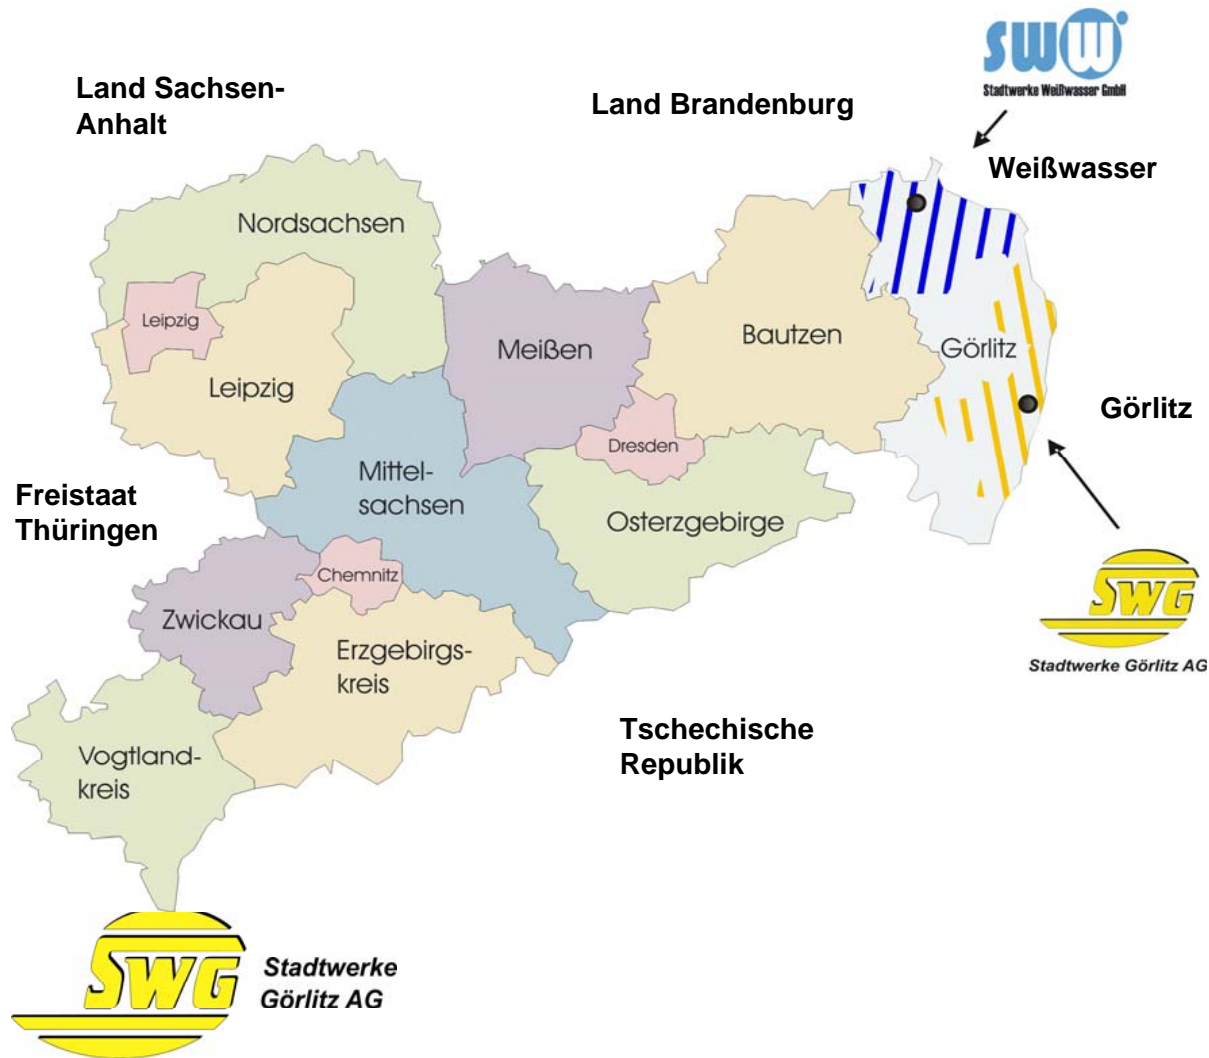 SWW
Stadtwerke Weißwasser GmbH
Land Sachsen-
Anhalt
Land Brandenburg
Weißwasser
Nordsachsen
Leipzig
Meißen
Bautzen
Görlitz
Leipzig
Görlitz
Dresden
Mittel-
sachsen
Freistaat
Thüringen
Osterzgebirge
Chemnitz
Zwickau
SWG
Stadtwerke Görlitz AG
Erzgebirgs-
kreis
Tschechische
Republik
Vogtland-
kreis
SWG
Stadtwerke
Görlitz AG